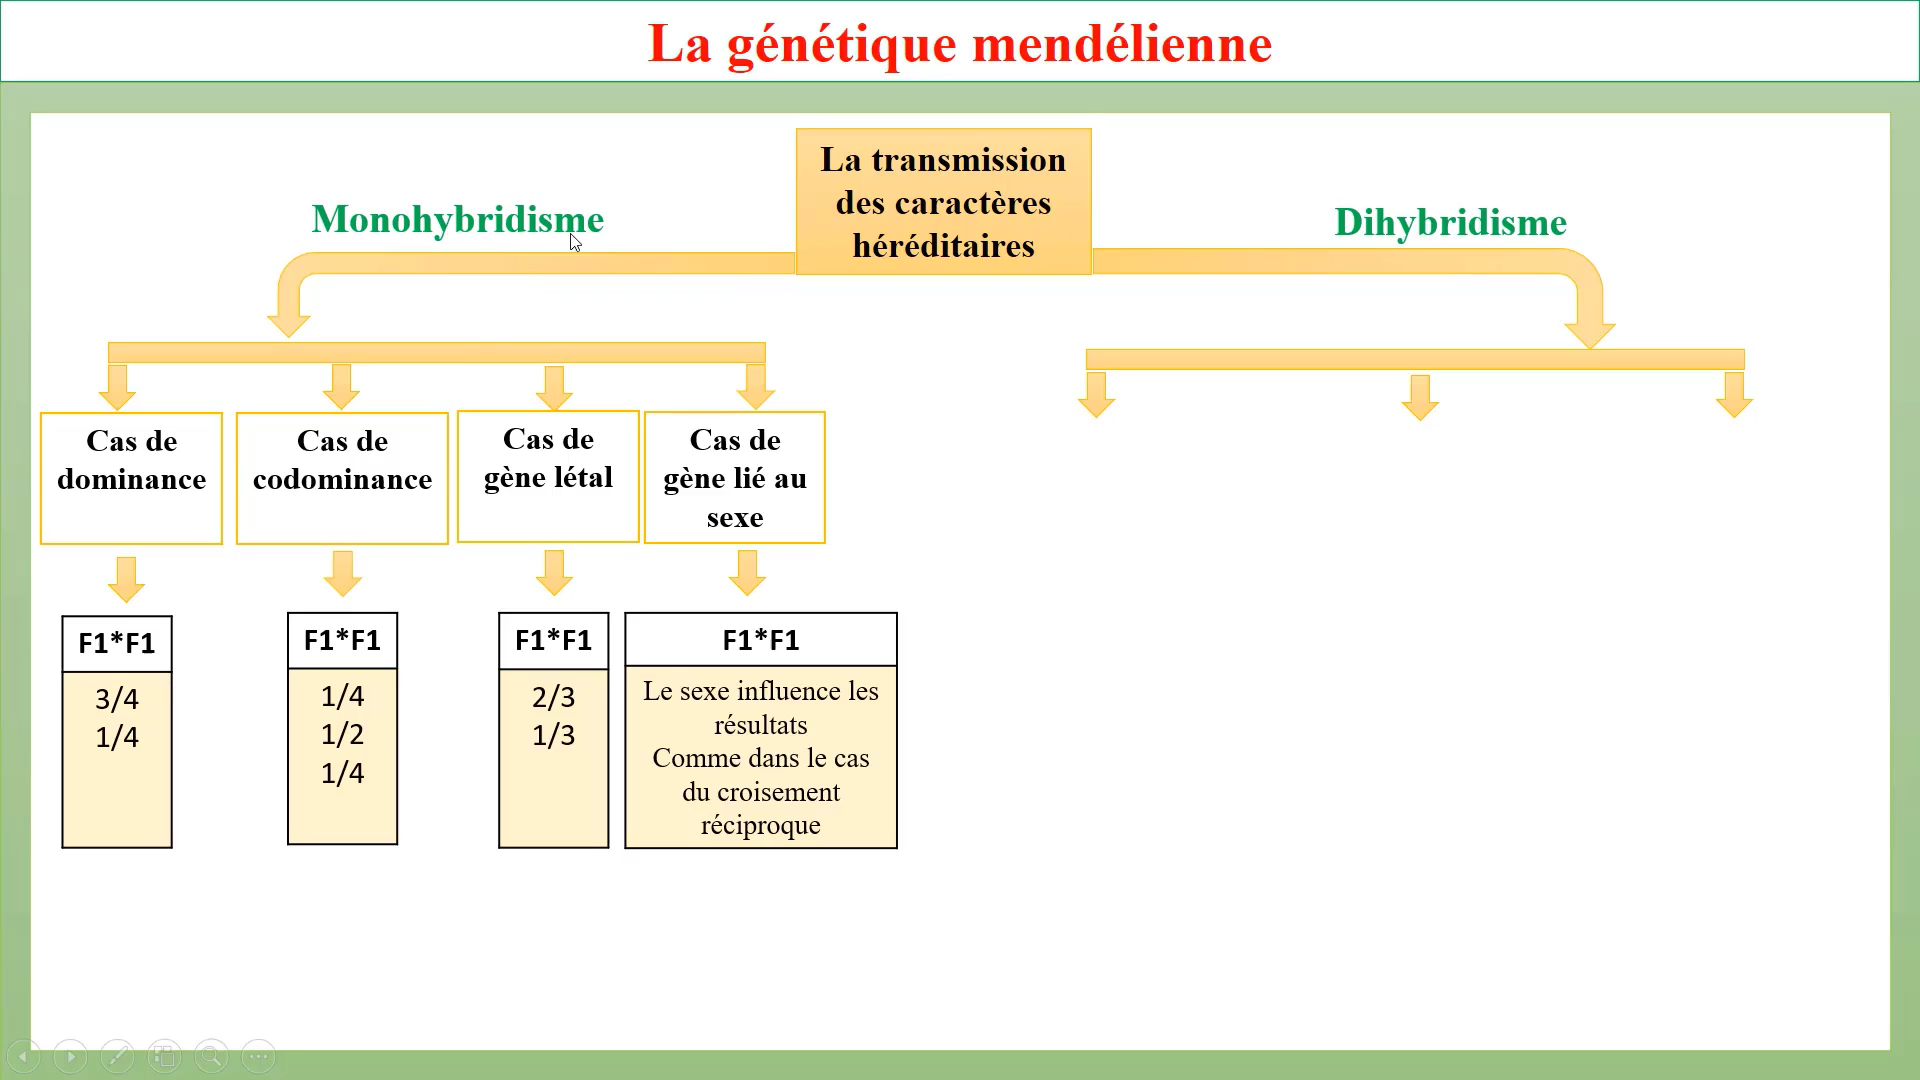 La génétique mendélienne
La transmission
des caractères
héréditaires
Monohybridisme
Dihybridisme
Cas de
dominance
Cas de
codominance
Cas de
gène létal
Cas de
gène lié au
sexe
F1*F1
3/4
1/4
F1*F1
1/4
1/2
1/4
F1*F1
2/3
1/3
F1*F1
Le sexe influence les
résultats
Comme dans le cas
du croisement
réciproque